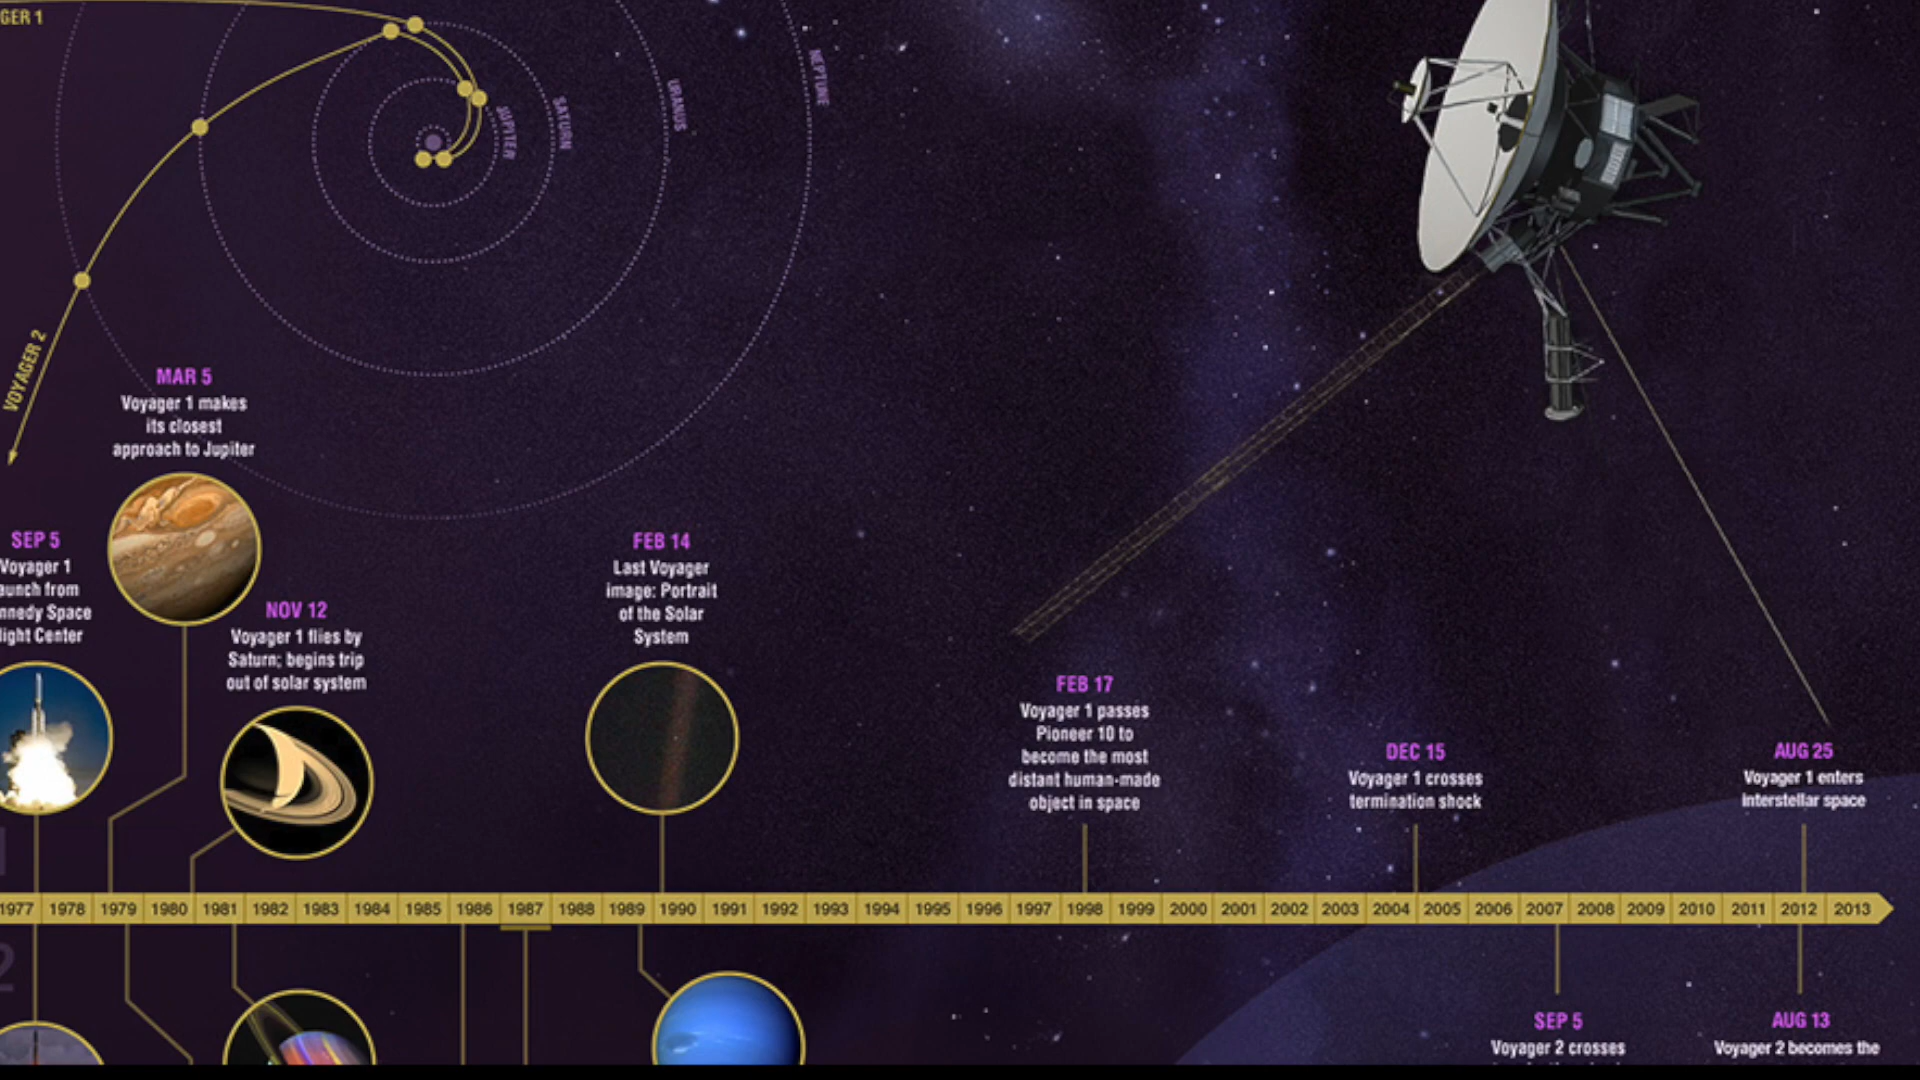 GER 1
JUPITER
SATURN
URANUS
NEPTUNE
VOYAGER 2
MAR 5
Voyager 1 makes
its closest
approach to Jupiter
SEP 5
Voyager 1
aunch from
nnedy Space
light Center
NOV 12
Voyager 1 flies by
Saturn; begins trip
out of solar system
FEB 14
Last Voyager
image: Portrait
of the Solar
System
FEB 17
Voyager 1 passes
Pioneer 10 to
become the most
distant human-made
object in space
DEC 15
Voyager 1 crosses
termination shock
AUG 25
Voyager 1 enters
interstellar space
1
1977 1978 1979 1980 1981 1982 1983 1984 1985 1986 1987 1988 1989 1990 1991 1992 1993 1994 1995 1996 1997 1998 1999 2000 2001 2002 2003 2004 2005 2006 2007 2008 2009 2010 2011 2012 2013
2
SEP 5
Voyager 2 crosses
AUG 13
Voyager 2 becomes the